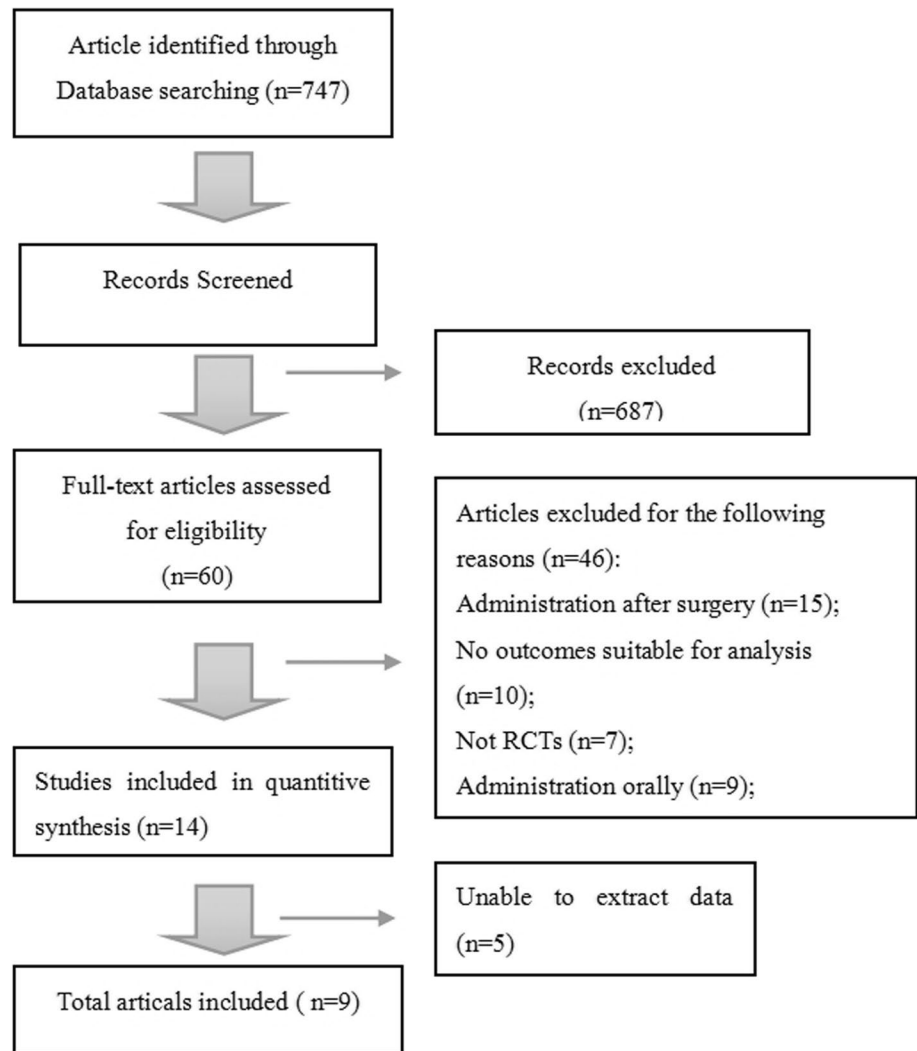 Article identified through
Database searching (n=747)
Records Screened
Records excluded
(n=687)
Full-text articles assessed
for eligibility
(n=60)
Articles excluded for the following
reasons (n=46):
Administration after surgery (n=15);
No outcomes suitable for analysis
(n=10);
Not RCTs (n=7);
Administration orally (n=9);
Studies included in quantitive
synthesis (n=14)
Unable to extract data
(n=5)
Total articals included ( n=9)